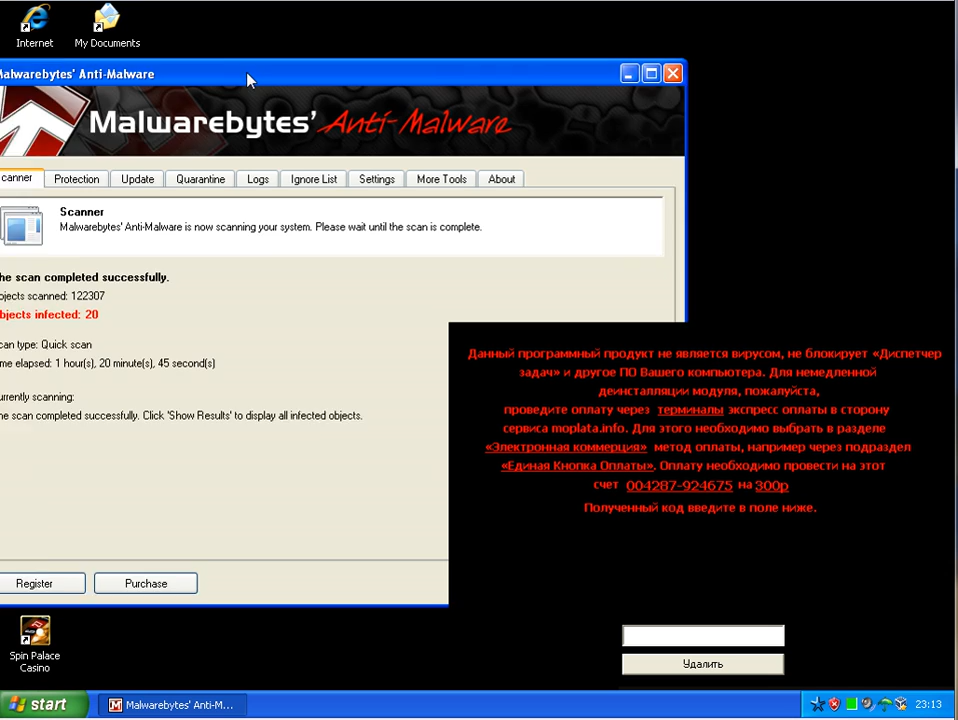 Internet
My Documents
Malwarebytes' Anti-Malware
Malwarebytes' Anti-Malware
canner
Protection
Update
Quarantine
Logs
Ignore List
Settings
More Tools
About
Scanner
Malwarebytes' Anti-Malware is now scanning your system. Please wait until the scan is complete.
he scan completed successfully.
bjects scanned: 122307
bjects infected: 20
can type: Quick scan
me elapsed: 1 hour(s), 20 minute(s), 45 second(s)
urrently scanning:
he scan completed successfully. Click 'Show Results' to display all infected objects.
Данный программный продукт не является вирусом, не блокирует «Диспетчер
задач» и другое ПО Вашего компьютера. Для немедленной
деинсталляции модуля, пожалуйста,
проведите оплату через терминалы экспресс оплаты в сторону
сервиса moplata.info. Для этого необходимо выбрать в разделе
«Электронная коммерция» метод оплаты, например через подраздел
«Единая Кнопка Оплаты». Оплату необходимо провести на этот
счет 004287-924675 на 300р
Полученный код введите в поле ниже.
Register
Purchase
Spin Palace
Casino
Удалить
start
Malwarebytes' Anti-M...
23:13